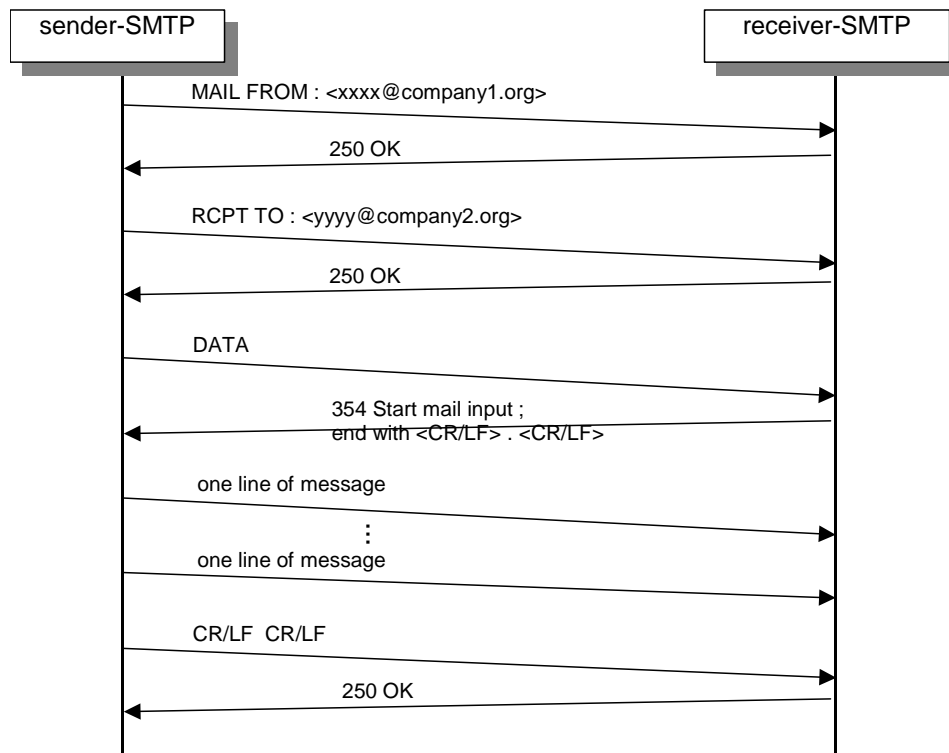 sender-SMTP
receiver-SMTP
MAIL FROM : <xxxx@company1.org>
250 OK
RCPT TO : <yyyy@company2.org>
250 OK
DATA
354 Start mail input ;
end with <CR/LF> . <CR/LF>
one line of message
...
one line of message
CR/LF CR/LF
250 OK